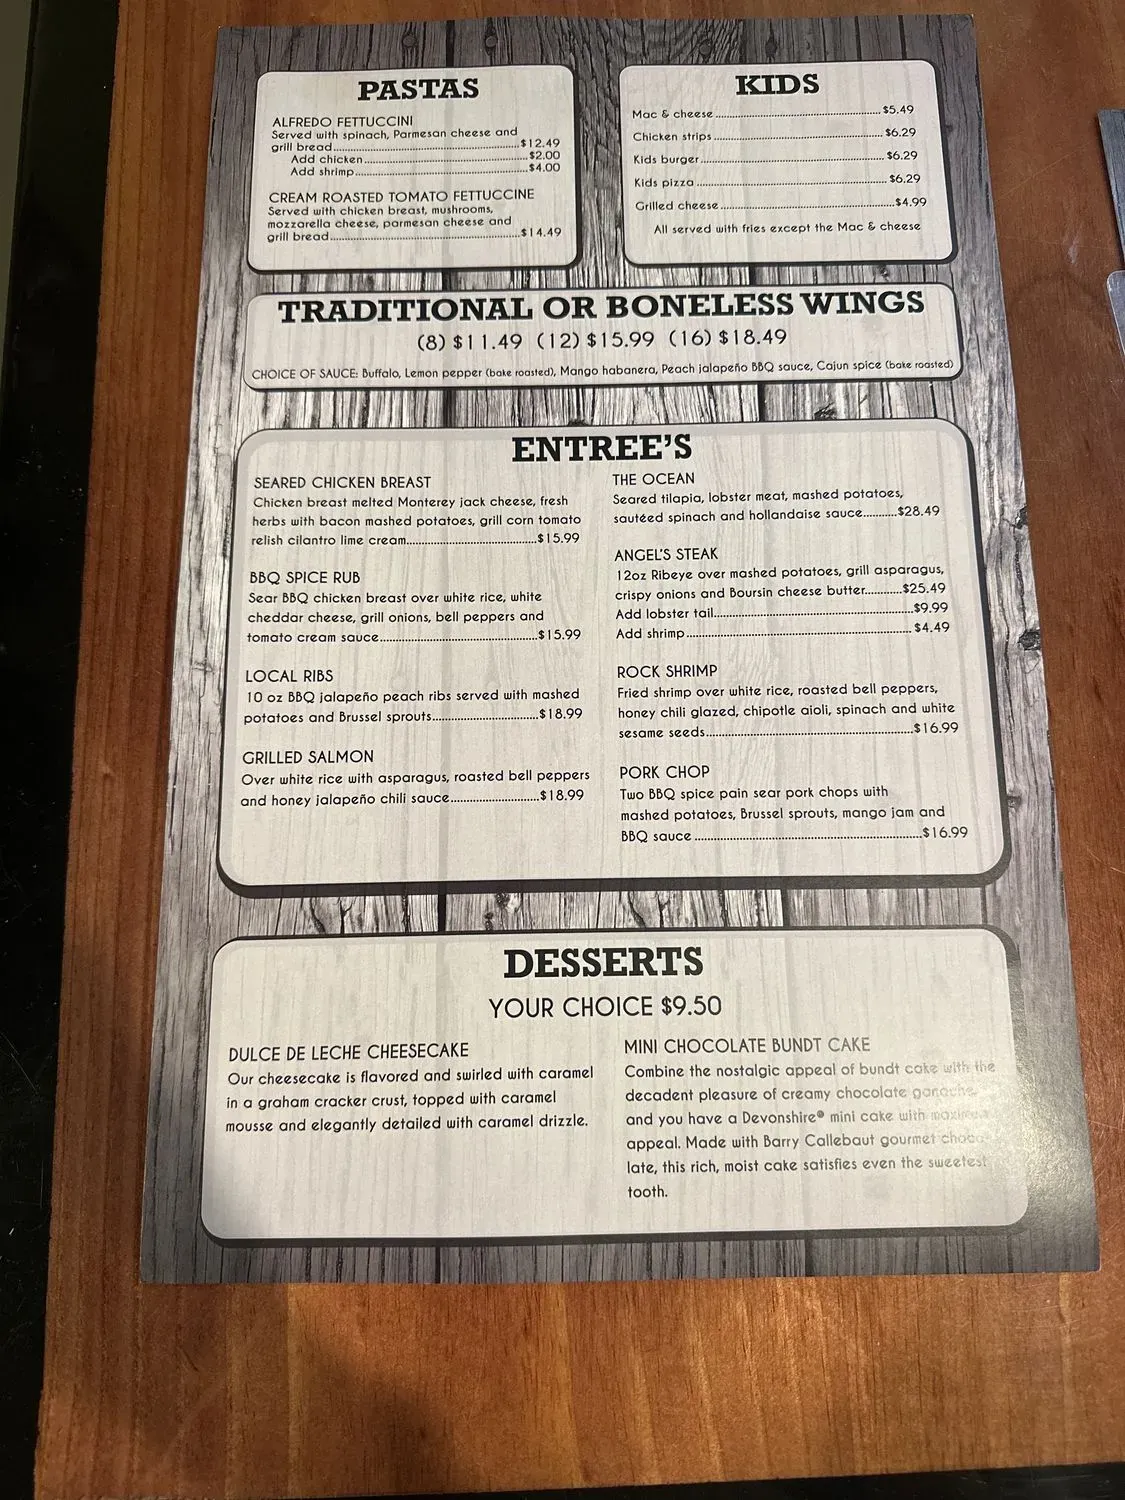 PASTAS
ALFREDO FETTUCCINI
Served with spinach, Parmesan cheese and
grill bread.....$12.49
Add chicken.....$2.00
Add shrimp.....$4.00
CREAM ROASTED TOMATO FETTUCCINE
Served with chicken breast, mushrooms,
mozzarella cheese, parmesan cheese and
grill bread.....$14.49
KIDS
Mac & cheese.....$5.49
Chicken strips.....$6.29
Kids burger.....$6.29
Kids pizza.....$6.29
Grilled cheese.....$4.99
All served with fries except the Mac & cheese
TRADITIONAL OR BONELESS WINGS
(8) $11.49 (12) $15.99 (16) $18.49
CHOICE OF SAUCE: Buffalo, Lemon pepper (bake roasted), Mango habanera, Peach jalapeño BBQ sauce, Cajun spice (bake roasted)
ENTREE'S
SEARED CHICKEN BREAST
Chicken breast melted Monterey jack cheese, fresh
herbs with bacon mashed potatoes, grill corn tomato
relish cilantro lime cream.....$15.99
BBQ SPICE RUB
Sear BBQ chicken breast over white rice, white
cheddar cheese, grill onions, bell peppers and
tomato cream sauce.....$15.99
LOCAL RIBS
10 oz BBQ jalapeño peach ribs served with mashed
potatoes and Brussel sprouts.....$18.99
GRILLED SALMON
Over white rice with asparagus, roasted bell peppers
and honey jalapeño chili sauce.....$18.99
THE OCEAN
Seared tilapia, lobster meat, mashed potatoes,
sautéed spinach and hollandaise sauce.....$28.49
ANGEL'S STEAK
12oz Ribeye over mashed potatoes, grill asparagus,
crispy onions and Boursin cheese butter.....$25.49
Add lobster tail.....$9.99
Add shrimp.....$4.49
ROCK SHRIMP
Fried shrimp over white rice, roasted bell peppers,
honey chili glazed, chipotle aioli, spinach and white
sesame seeds.....$16.99
PORK CHOP
Two BBQ spice pain sear pork chops with
mashed potatoes, Brussel sprouts, mango jam and
BBQ sauce.....$16.99
DESSERTS
YOUR CHOICE $9.50
DULCE DE LECHE CHEESECAKE
Our cheesecake is flavored and swirled with caramel
in a graham cracker crust, topped with caramel
mousse and elegantly detailed with caramel drizzle.
MINI CHOCOLATE BUNDT CAKE
Combine the nostalgic appeal of bundt cake with the
decadent pleasure of creamy chocolate ganache,
and you have a Devonshire® mini cake with
appeal. Made with Barry Callebaut gourmet choco-
late, this rich, moist cake satisfies even the sweetest
tooth.